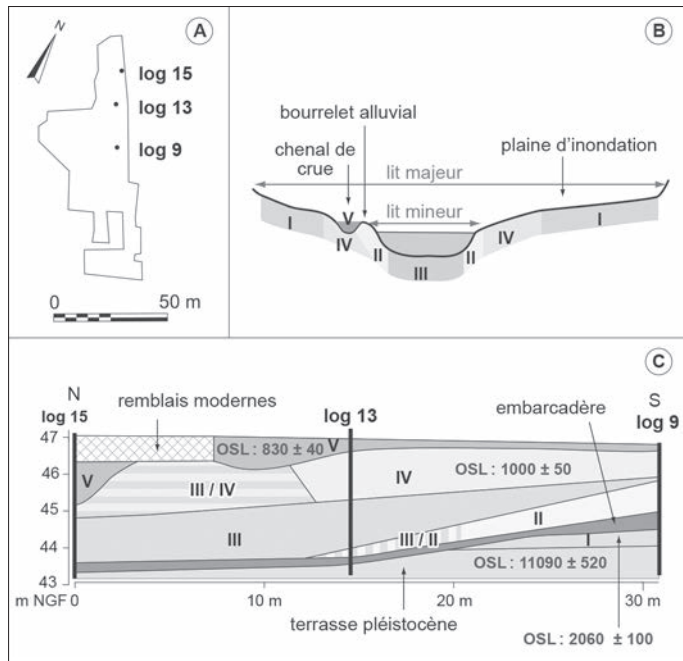 N
A
log 15
log 13
log 9
0 50 m
B
bourrelet alluvial
chenal de
crue
plaine d'inondation
lit majeur
lit mineur
I
V
IV
II
III
II
IV
I
C
N
log 15
remblais modernes
log 13
embarcadère
S
log 9
47
46
45
44
43
OSL : 830 ± 40
V
V
III / IV
IV
OSL : 1000 ± 50
III
II
III / II
I
OSL : 11090 ± 520
m NGF 0 10 m 20 m 30 m
terrasse pléistocène
OSL : 2060 ± 100